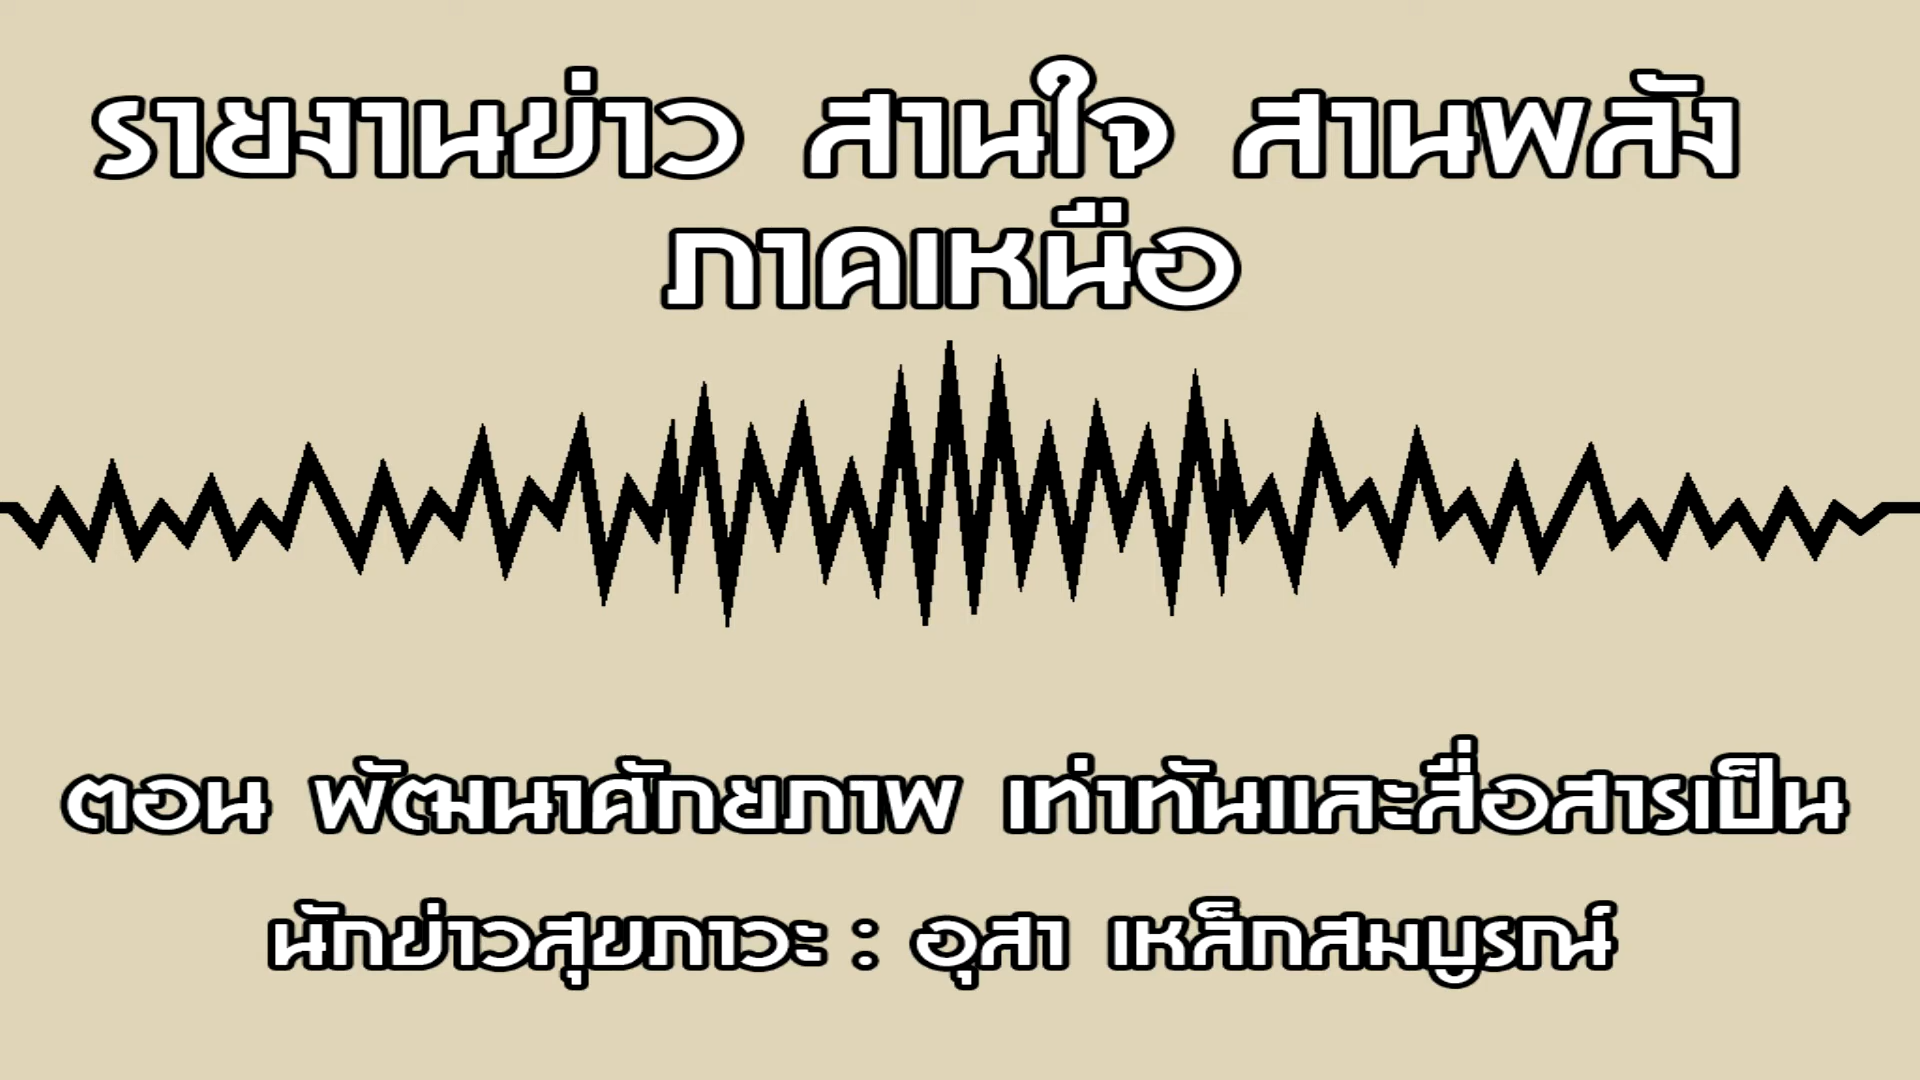 รายงานข่าว สานใจ สานพลัง
ภาคเหนือ
ตอน พัฒนาศักยภาพ เท่าทันและสื่อสารเป็น
นักข่าวสุขภาวะ : อุสา เหล็กสมบูรณ์